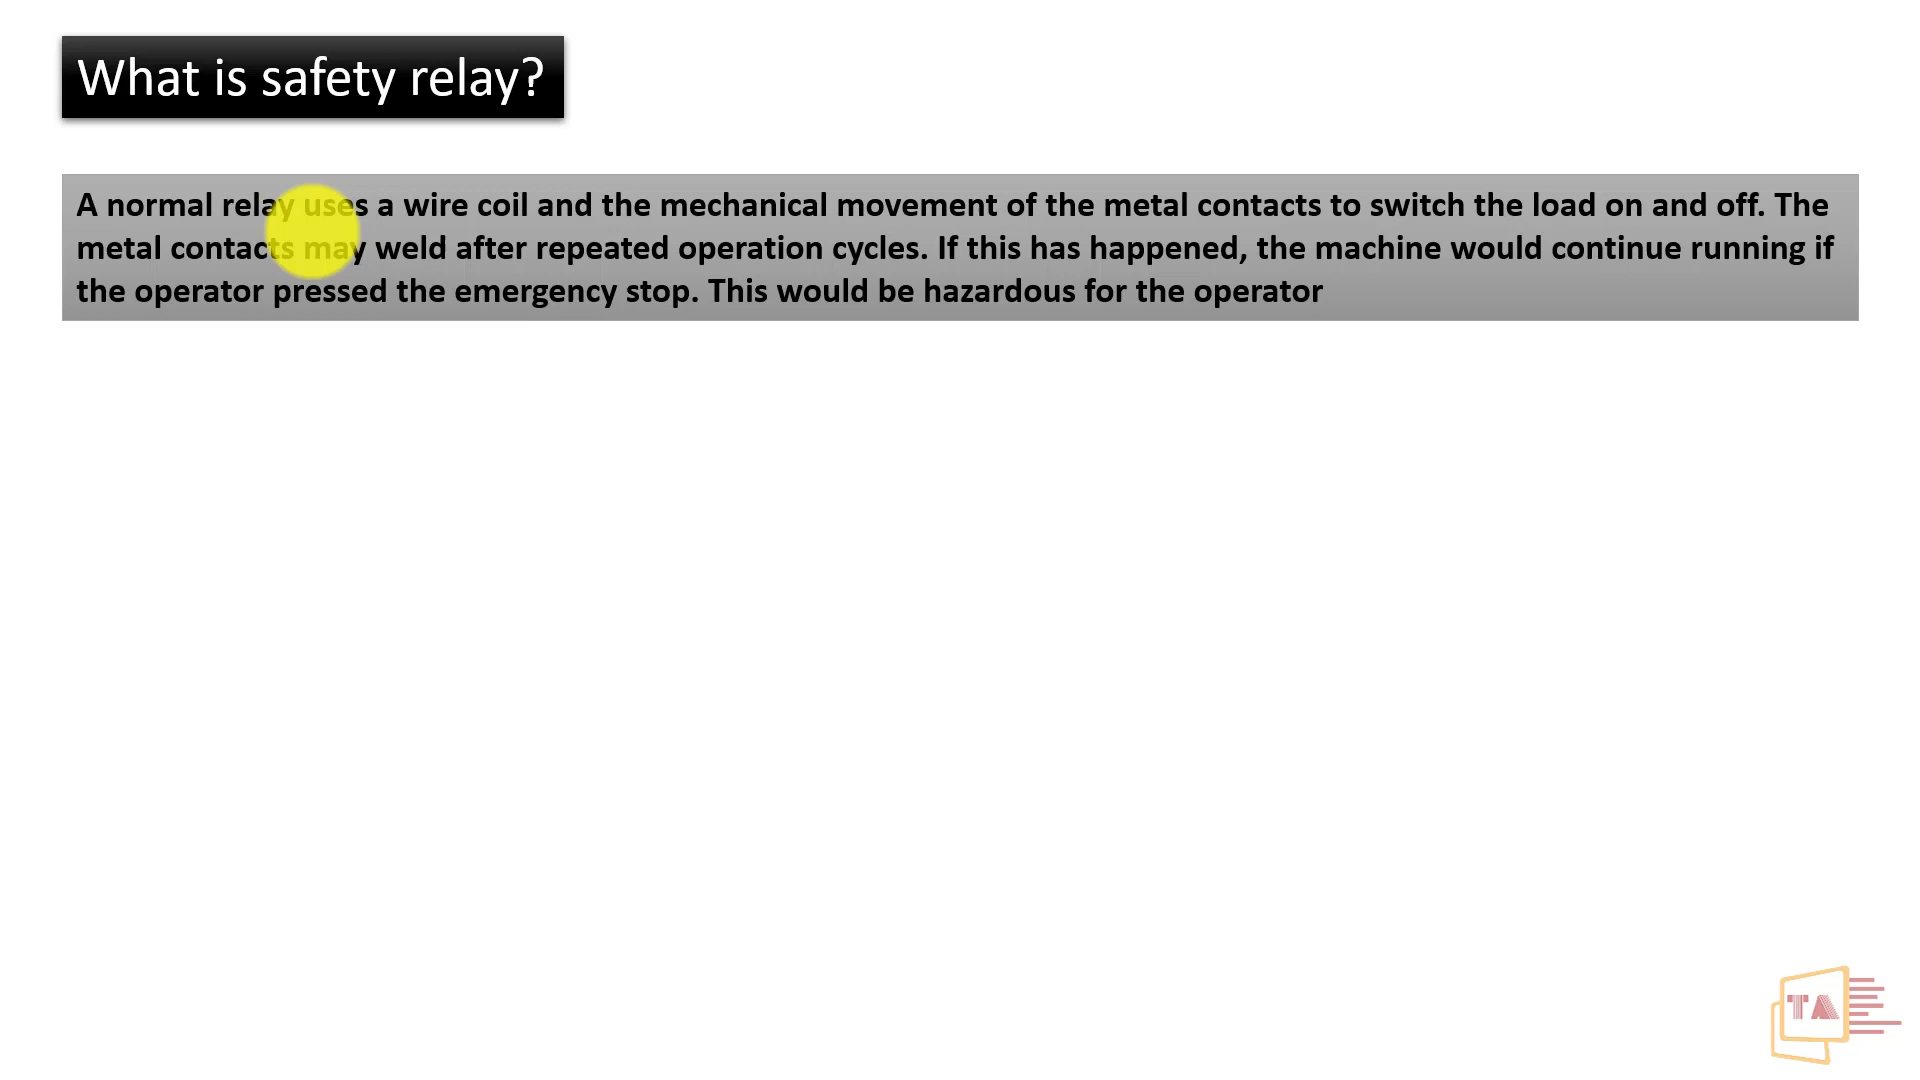 What is safety relay?
A normal relay uses a wire coil and the mechanical movement of the metal contacts to switch the load on and off. The
metal contacts may weld after repeated operation cycles. If this has happened, the machine would continue running if
the operator pressed the emergency stop. This would be hazardous for the operator
TA